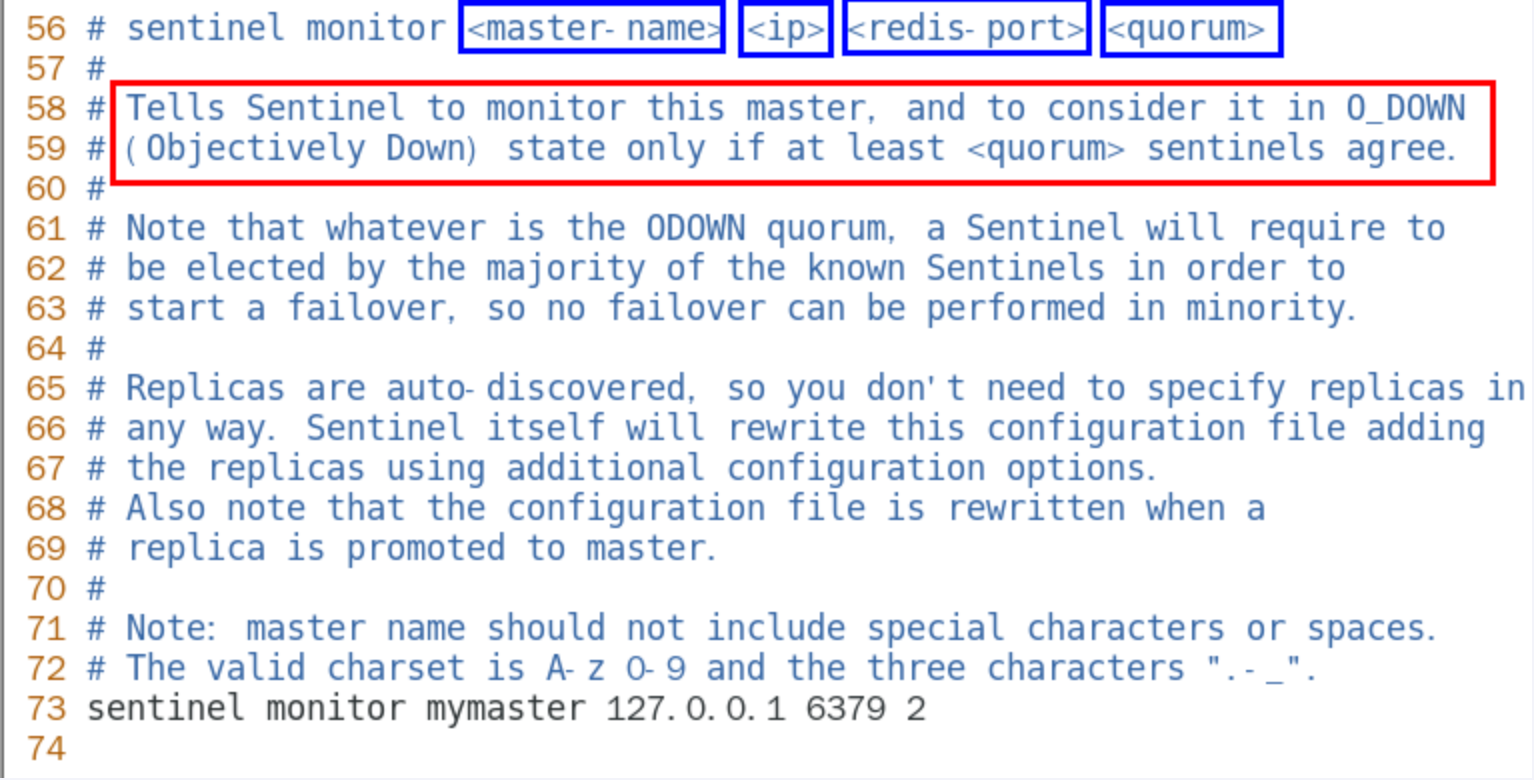 56 # sentinel monitor <master-name> <ip> <redis-port> <quorum>
57 #
58 # Tells Sentinel to monitor this master, and to consider it in O_DOWN
59 # (Objectively Down) state only if at least <quorum> sentinels agree.
60 #
61 # Note that whatever is the ODOWN quorum, a Sentinel will require to
62 # be elected by the majority of the known Sentinels in order to
63 # start a failover, so no failover can be performed in minority.
64 #
65 # Replicas are auto-discovered, so you don't need to specify replicas in
66 # any way. Sentinel itself will rewrite this configuration file adding
67 # the replicas using additional configuration options.
68 # Also note that the configuration file is rewritten when a
69 # replica is promoted to master.
70 #
71 # Note: master name should not include special characters or spaces.
72 # The valid charset is A-z 0-9 and the three characters ".-_".
73 sentinel monitor mymaster 127.0.0.1 6379 2
74